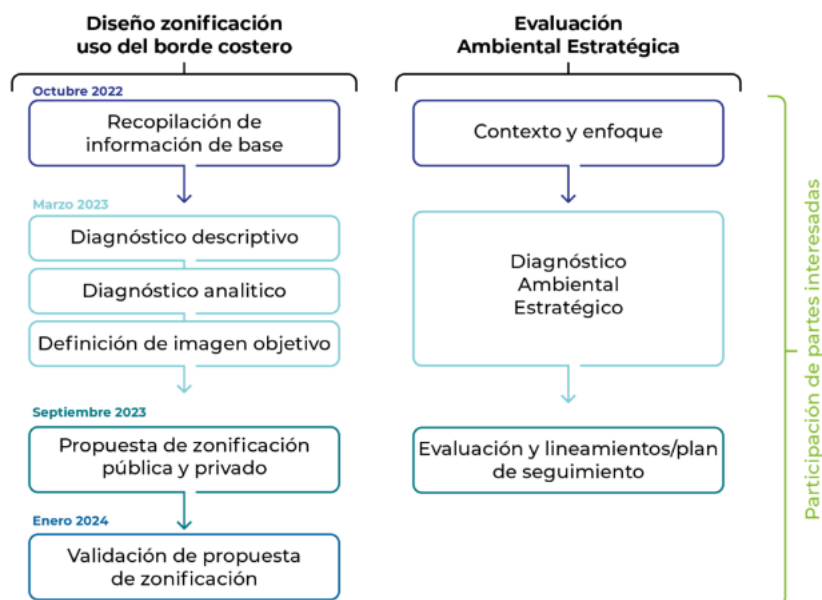 Diseño zonificación
uso del borde costero
Octubre 2022
Recopilación de
información de base
Marzo 2023
Diagnóstico descriptivo
Diagnóstico analitico
Definición de imagen objetivo
Septiembre 2023
Propuesta de zonificación
pública y privado
Enero 2024
Validación de propuesta
de zonificación
Evaluación
Ambiental Estratégica
Contexto y enfoque
Diagnóstico
Ambiental
Estratégico
Evaluación y lineamientos/plan
de seguimiento
Participación de partes interesadas